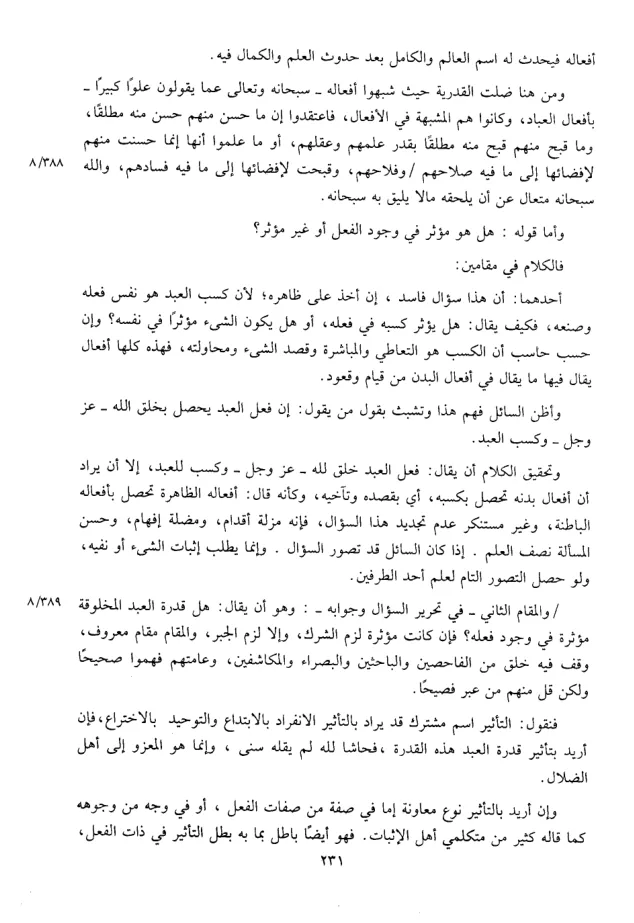 أفعاله فيحدث له اسم العالم والكامل بعد حدوث العلم والكمال فيه.
ومن هنا ضلت القدرية حيث شبهوا أفعاله ـ سبحانه وتعالى عما يقولون علوًا كبيرًا ـ
بأفعال العباد، وكانوا هم المشبهة في الأفعال، فاعتقدوا إن ما حسن منهم حسن منه مطلقًا،
وما قبح منهم قبح منه مطلقًا بقدر علمهم وعقلهم، أو ما علموا أنها إنما حسنت منهم
لإفضائها إلى ما فيه صلاحهم /وفلاحهم، وقبحت لإفضائها إلى ما فيه فسادهم، والله
٨/٣٨٨
سبحانه متعال عن أن يلحقه مالا يليق به سبحانه.
وأما قوله : هل هو مؤثر في وجود الفعل أو غير مؤثر؟
فالكلام في مقامين:
أحدهما: أن هذا سؤال فاسد ، إن أخذ على ظاهره؛ لأن كسب العبد هو نفس فعله
وصنعه، فكيف يقال: هل يؤثر كسبه في فعله، أو هل يكون الشىء مؤثرًا في نفسه؟ وإن
حسب حاسب أن الكسب هو التعاطي والمباشرة وقصد الشىء ومحاولته، فهذه كلها أفعال
يقال فيها ما يقال في أفعال البدن من قيام وقعود.
وأظن السائل فهم هذا وتشبث بقول من يقول: إن فعل العبد يحصل بخلق الله ـ عز
وجل ـ وكسب العبد.
وتحقيق الكلام أن يقال: فعل العبد خلق لله ـ عز وجل ـ وكسب للعبد، إلا أن يراد
أن أفعال بدنه تحصل بكسبه، أي بقصده وتآخيه، وكأنه قال: أفعاله الظاهرة تحصل بأفعاله
الباطنة، وغير مستنكر عدم تجديد هذا السؤال، فإنه مزلة أقدام، ومضلة إفهام، وحسن
المسألة نصف العلم . إذا كان السائل قد تصور السؤال . وإنما يطلب إثبات الشىء أو نفيه،
ولو حصل التصور التام لعلم أحد الطرفين.
/والمقام الثاني ـ في تحرير السؤال وجوابه ـ : وهو أن يقال: هل قدرة العبد المخلوقة
٨/٣٨٩
مؤثرة في وجود فعله؟ فإن كانت مؤثرة لزم الشرك، وإلا لزم الجبر، والمقام مقام معروف،
وقف فيه خلق من الفاحصين والباحثين والبصراء والمكاشفين، وعامتهم فهموا صحيحًا
ولكن قل منهم من عبر فصيحًا.
فنقول: التأثير اسم مشترك قد يراد بالتأثير الانفراد بالابتداع والتوحيد بالاختراع،فإن
أريد بتأثير قدرة العبد هذه القدرة ،فحاشا لله لم يقله سنى ، وإنما هو المعزو إلى أهل
الضلال.
وإن أريد بالتأثير نوع معاونة إما في صفة من صفات الفعل ، أو في وجه من وجوهه
كما قاله كثير من متكلمي أهل الإثبات. فهو أيضًا باطل بما به بطل التأثير في ذات الفعل،
٢٣١